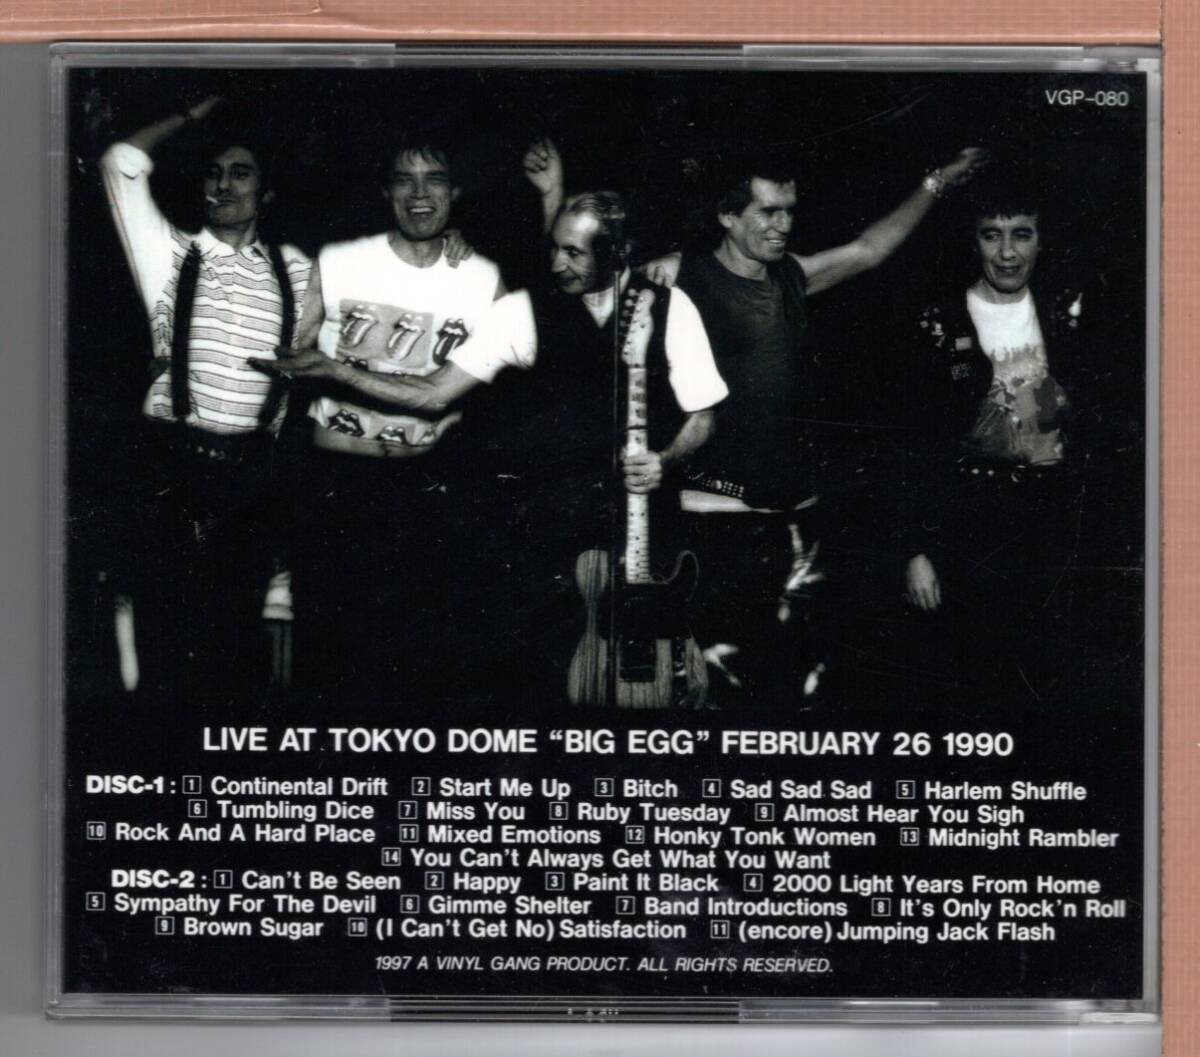 VGP-080
LIVE AT TOKYO DOME “BIG EGG” FEBRUARY 26 1990
DISC-1 : 1 Continental Drift 2 Start Me Up 3 Bitch 4 Sad Sad Sad 5 Harlem Shuffle
6 Tumbling Dice 7 Miss You 8 Ruby Tuesday 9 Almost Hear You Sigh
10 Rock And A Hard Place 11 Mixed Emotions 12 Honky Tonk Women 13 Midnight Rambler
14 You Can't Always Get What You Want
DISC-2 : 1 Can't Be Seen 2 Happy 3 Paint It Black 4 2000 Light Years From Home
5 Sympathy For The Devil 6 Gimme Shelter 7 Band Introductions 8 It's Only Rock'n Roll
9 Brown Sugar 10 (I Can't Get No) Satisfaction 11 (encore) Jumping Jack Flash
1997 A VINYL GANG PRODUCT. ALL RIGHTS RESERVED.